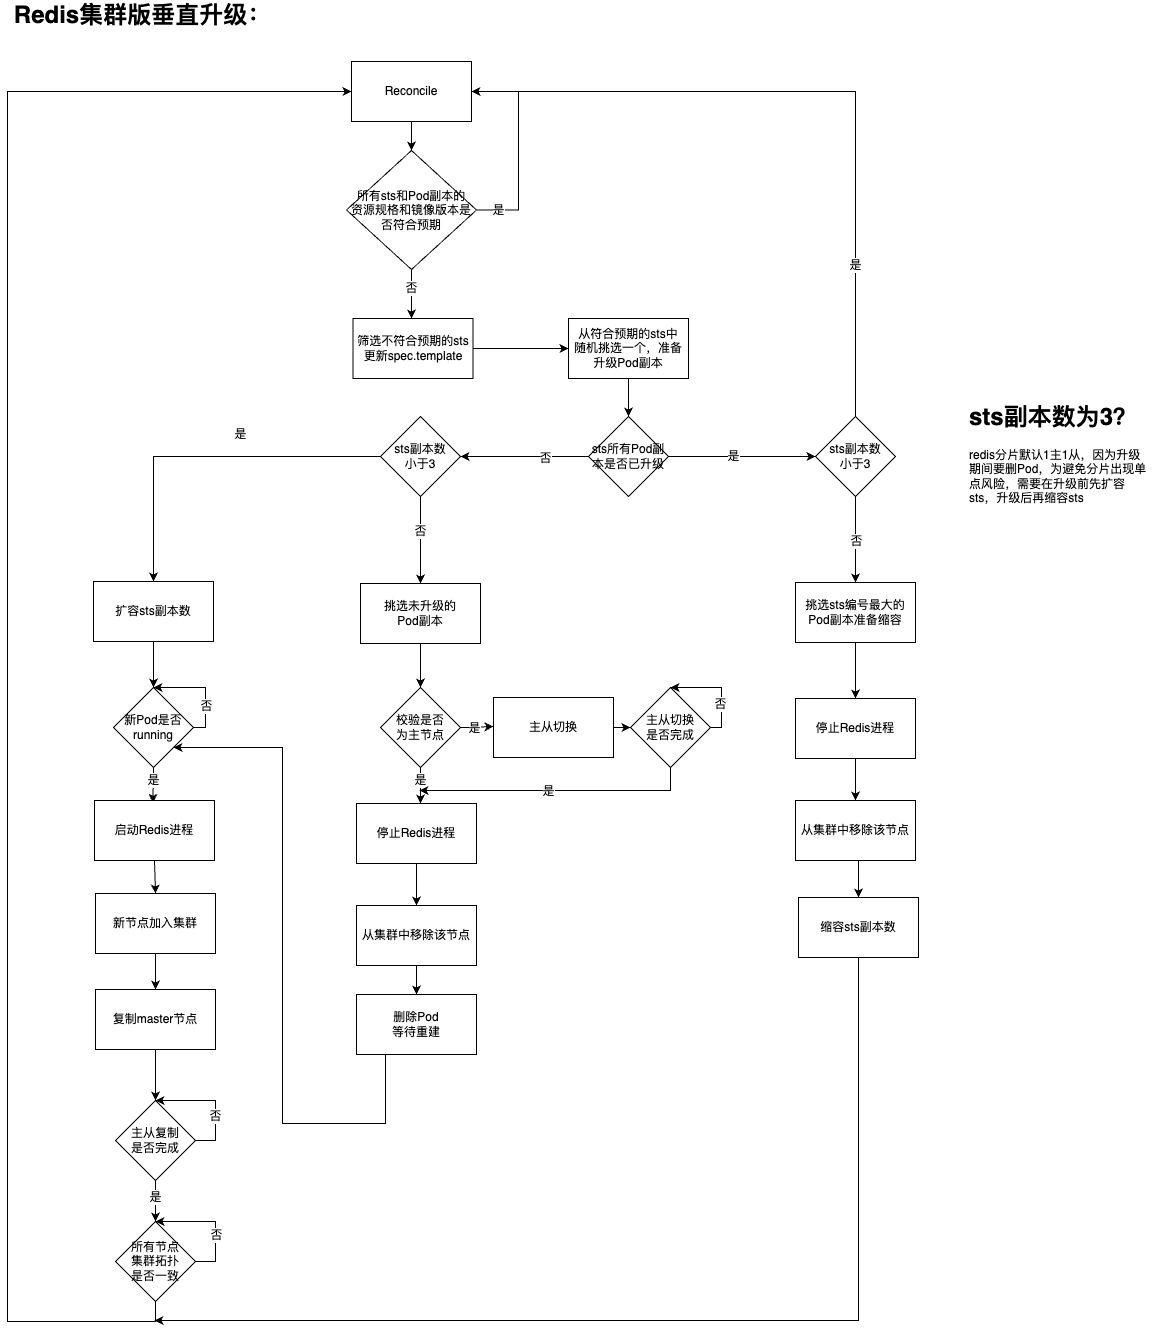 Redis集群版垂直升级：
Reconcile
所有sts和Pod副本的
资源规格和镜像版本是
否符合预期
是
否
是
筛选不符合预期的sts
更新spec.template
从符合预期的sts中
随机挑选一个，准备
升级Pod副本
sts副本数为3?
redis分片默认1主1从，因为升级
期间要删Pod，为避免分片出现单
点风险，需要在升级前先扩容
sts，升级后再缩容sts
是
sts副本数
小于3
否
sts所有Pod副
本是否已升级
是
sts副本数
小于3
否
否
扩容sts副本数
挑选未升级的
Pod副本
挑选sts编号最大的
Pod副本准备缩容
新Pod是否
running
否
校验是否
为主节点
是
主从切换
主从切换
是否完成
否
停止Redis进程
是
是
是
启动Redis进程
停止Redis进程
从集群中移除该节点
新节点加入集群
从集群中移除该节点
缩容sts副本数
复制master节点
删除Pod
等待重建
主从复制
是否完成
否
是
所有节点
集群拓扑
是否一致
否